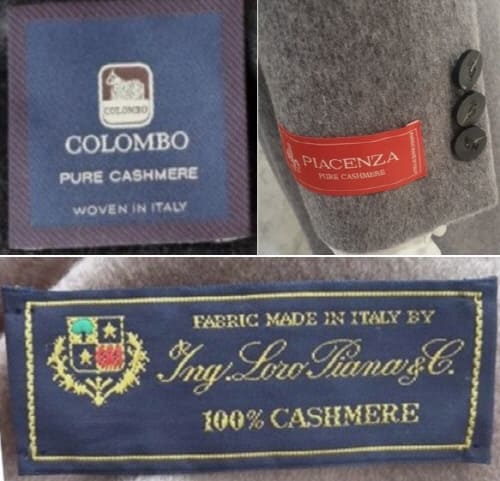 COLOMBO
COLOMBO
PURE CASHMERE
WOVEN IN ITALY
PIACENZA
PURE CASHMERE
FABRIC MADE IN ITALY BY
Ing. Loro Piana & C.
100% CASHMERE